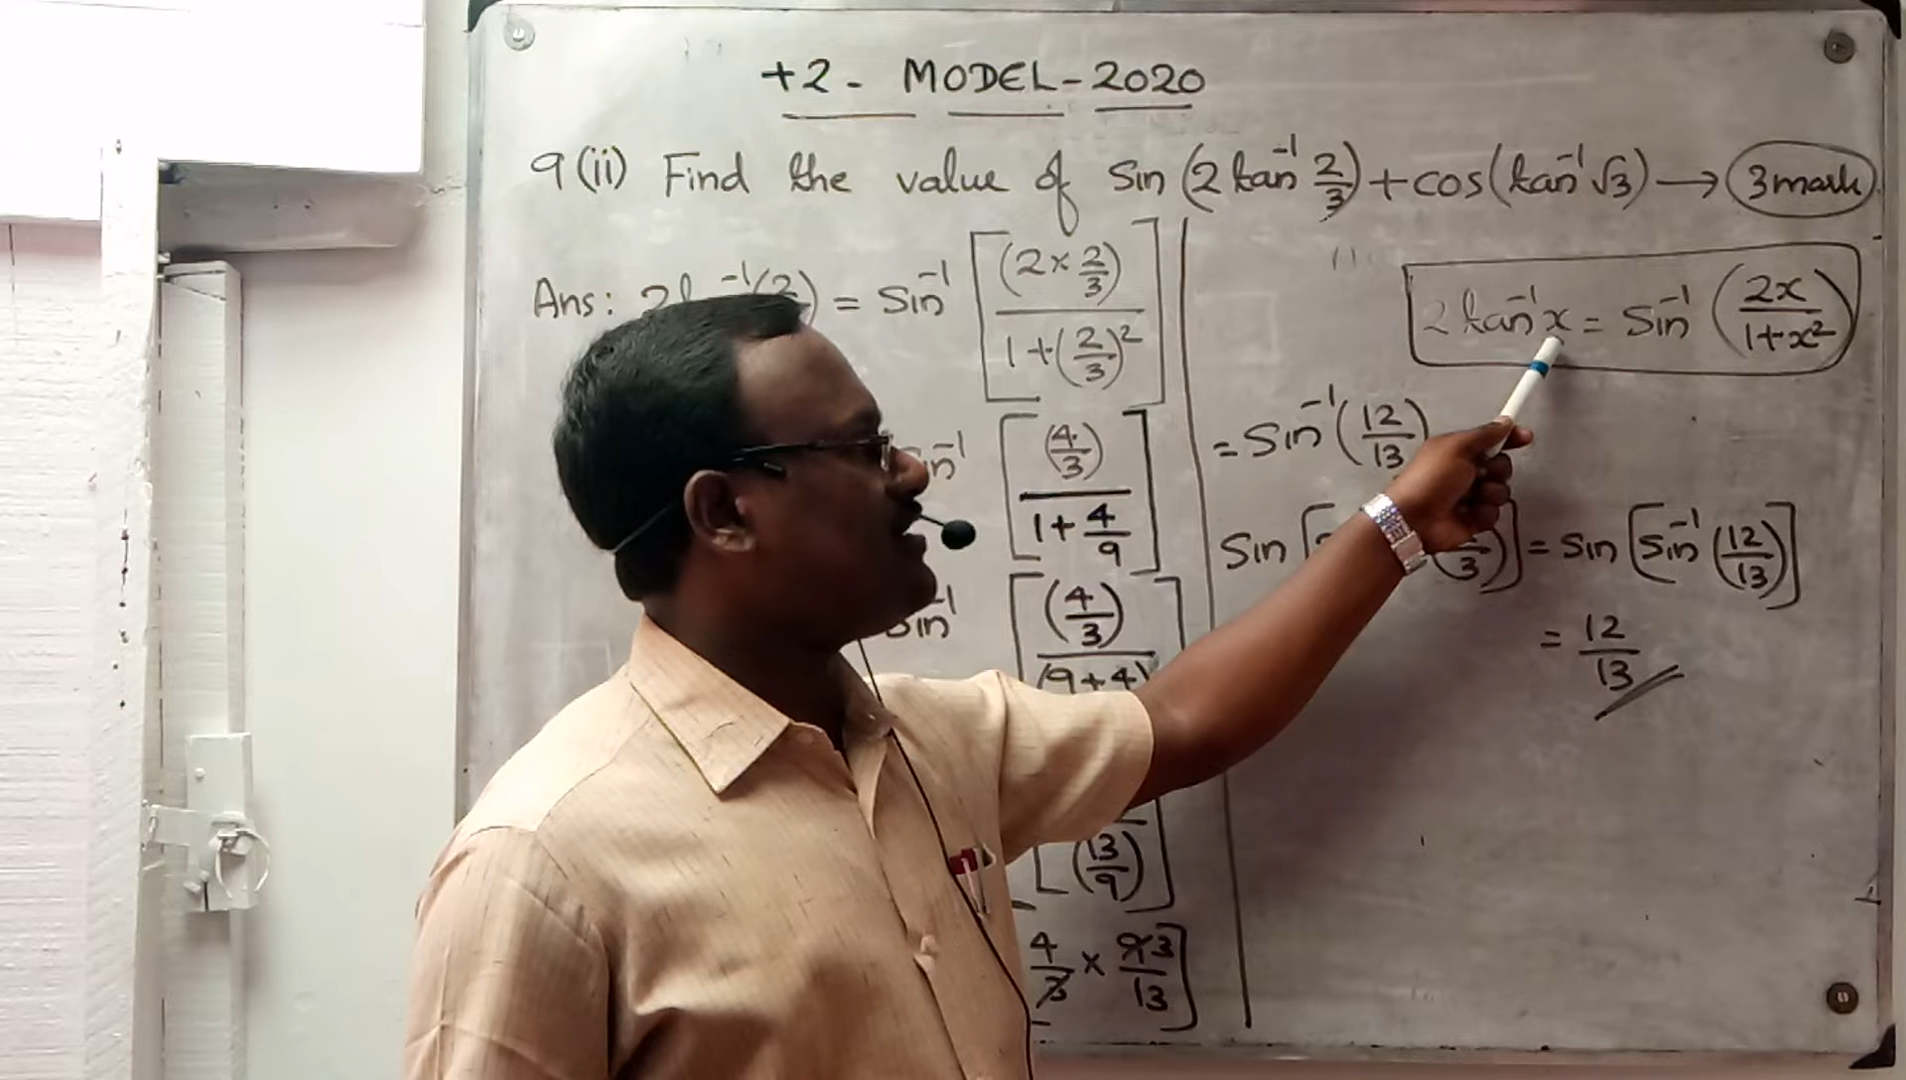 +2 - MODEL - 2020
9(ii) Find the value of Sin (2 tan⁻¹ 2/3) + cos (tan⁻¹ √3) → 3 mark
Ans: = Sin⁻¹ [(2 × 2/3) / (1 + (2/3)²)]
[(4/3) / (1 + 4/9)]
[(4/3) / (9+4)
(13/9)]
4/3 × 9 3/13]
2 tan⁻¹ x = Sin⁻¹ (2x / 1+x²)
= Sin⁻¹ (12/13)
Sin [ /3)] = Sin [Sin⁻¹ (12/13)]
= 12/13